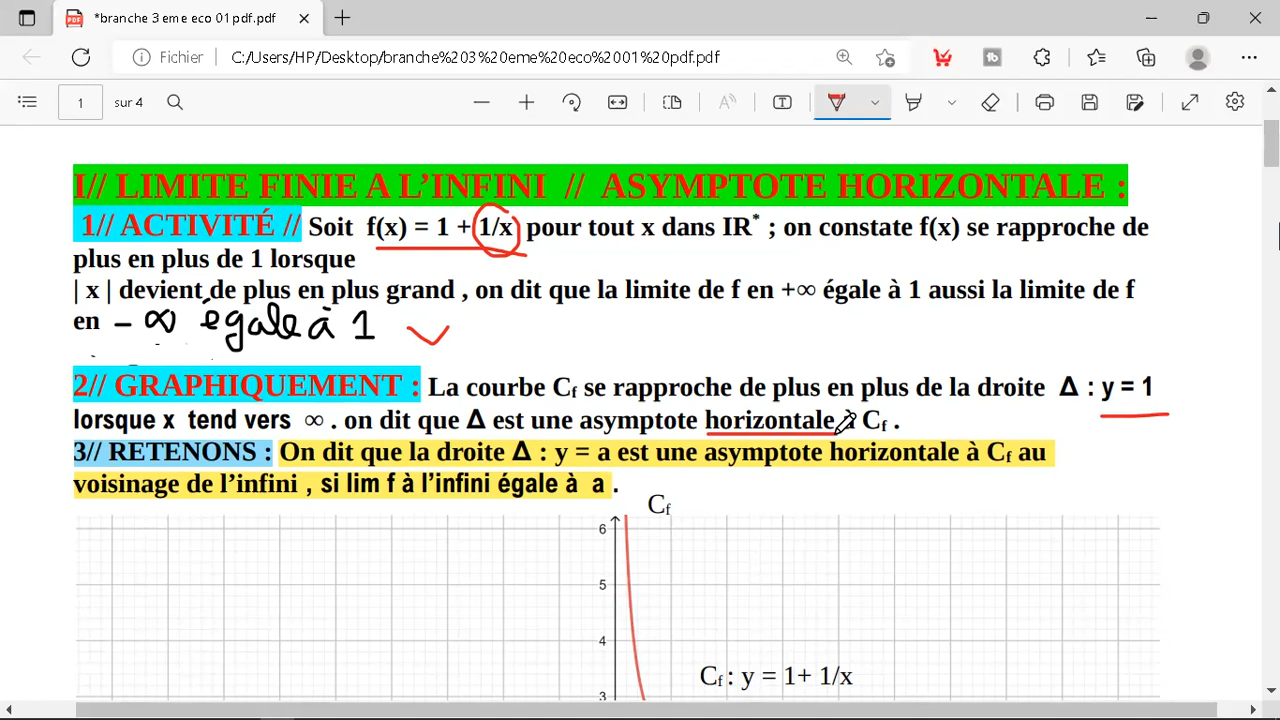 *branche 3 eme eco 01 pdf.pdf
Fichier C:/Users/HP/Desktop/branche%203%20eme%20eco%2001%20pdf.pdf
1 sur 4
I// LIMITE FINIE A L’INFINI // ASYMPTOTE HORIZONTALE :
1// ACTIVITÉ // Soit f(x) = 1 + 1/x pour tout x dans IR* ; on constate f(x) se rapproche de
plus en plus de 1 lorsque
| x | devient de plus en plus grand , on dit que la limite de f en +∞ égale à 1 aussi la limite de f
en - ∞ égale à 1
2// GRAPHIQUEMENT : La courbe Cf se rapproche de plus en plus de la droite Δ : y = 1
lorsque x tend vers ∞ . on dit que Δ est une asymptote horizontale à Cf .
3// RETENONS : On dit que la droite Δ : y = a est une asymptote horizontale à Cf au
voisinage de l’infini , si lim f à l’infini égale à a .
Cf
6
5
4
Cf : y = 1+ 1/x
3